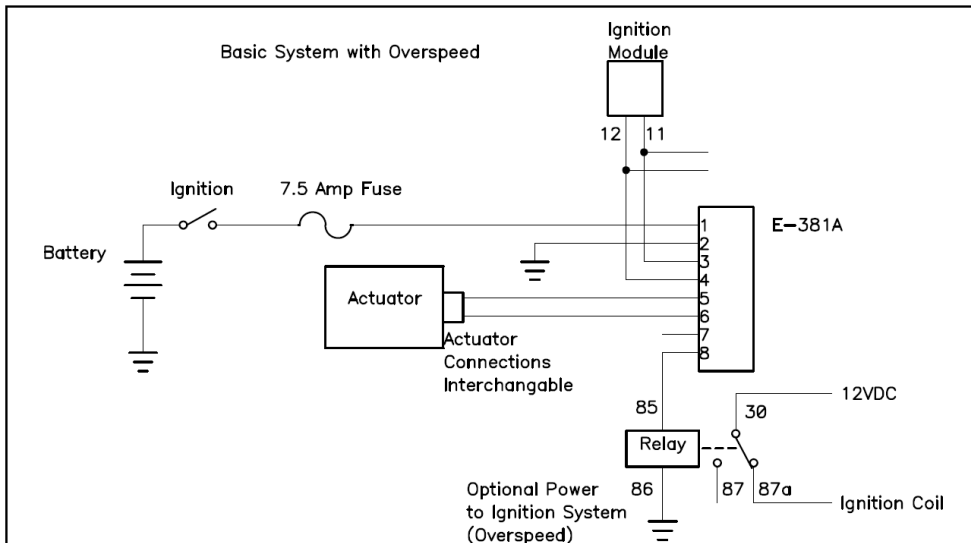 Basic System with Overspeed
Ignition
Module
12
11
Ignition
7.5 Amp Fuse
Battery
E-381A
1
2
3
4
5
6
7
8
Actuator
Actuator
Connections
Interchangable
85
30
12VDC
Relay
86
87
87a
Ignition Coil
Optional Power
to Ignition System
(Overspeed)